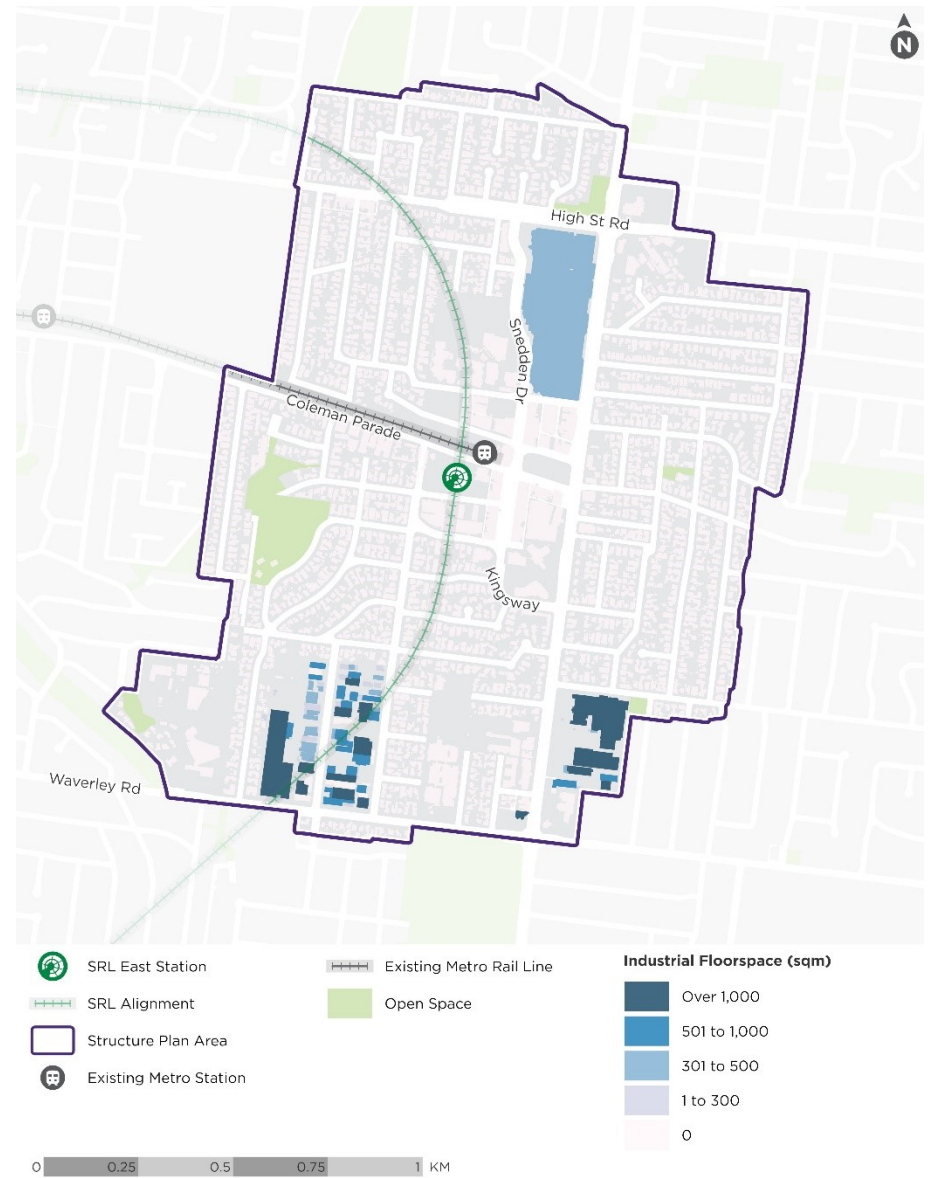 N
High St Rd
Snedden Dr
Coleman Parade
Kingsway
Waverley Rd
SRL East Station
SRL Alignment
Structure Plan Area
Existing Metro Station
Existing Metro Rail Line
Open Space
Industrial Floorspace (sqm)
Over 1,000
501 to 1,000
301 to 500
1 to 300
0
0 0.25 0.5 0.75 1 KM